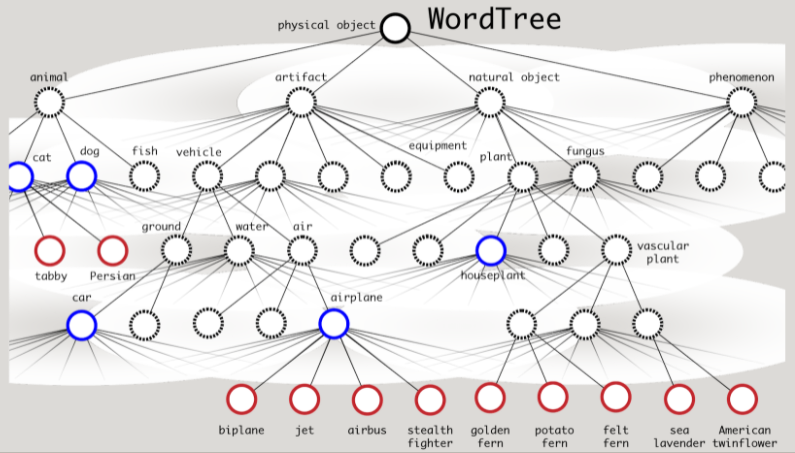 WordTree
physical object
animal
artifact
natural object
phenomenon
cat
dog
fish
vehicle
equipment
plant
fungus
ground
water
air
vascular
plant
tabby
Persian
houseplant
car
airplane
biplane
jet
airbus
stealth
fighter
golden
fern
potato
fern
felt
fern
sea
lavender
American
twinflower